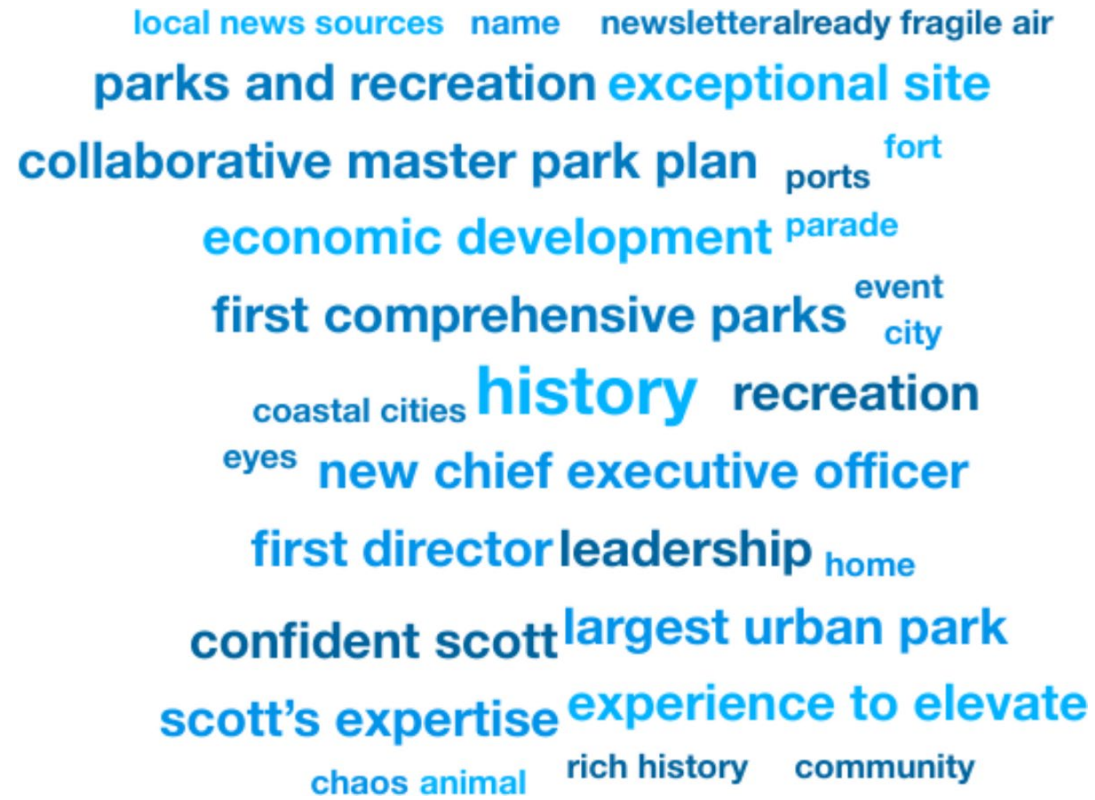 local news sources name newsletter already fragile air
parks and recreation exceptional site
collaborative master park plan ports fort
economic development parade
first comprehensive parks event
city
coastal cities history recreation
eyes new chief executive officer
first director leadership home
confident scott largest urban park
scott’s expertise experience to elevate
chaos animal rich history community